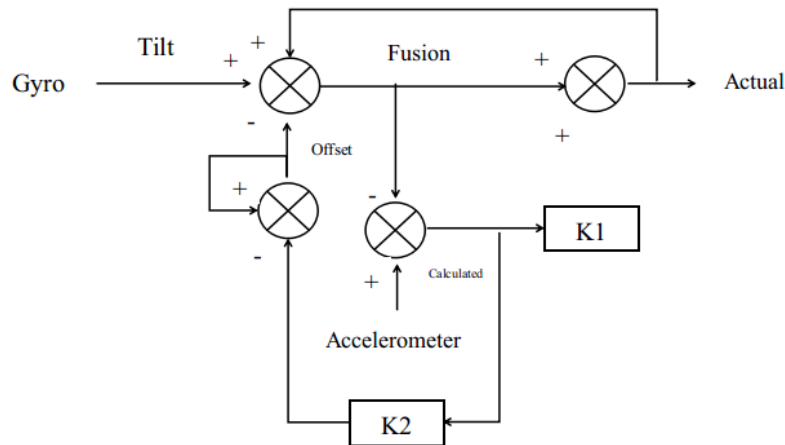 Tilt
+
+
Fusion
+
Gyro
Actual
-
+
Offset
+
-
-
K1
+
Calculated
Accelerometer
K2